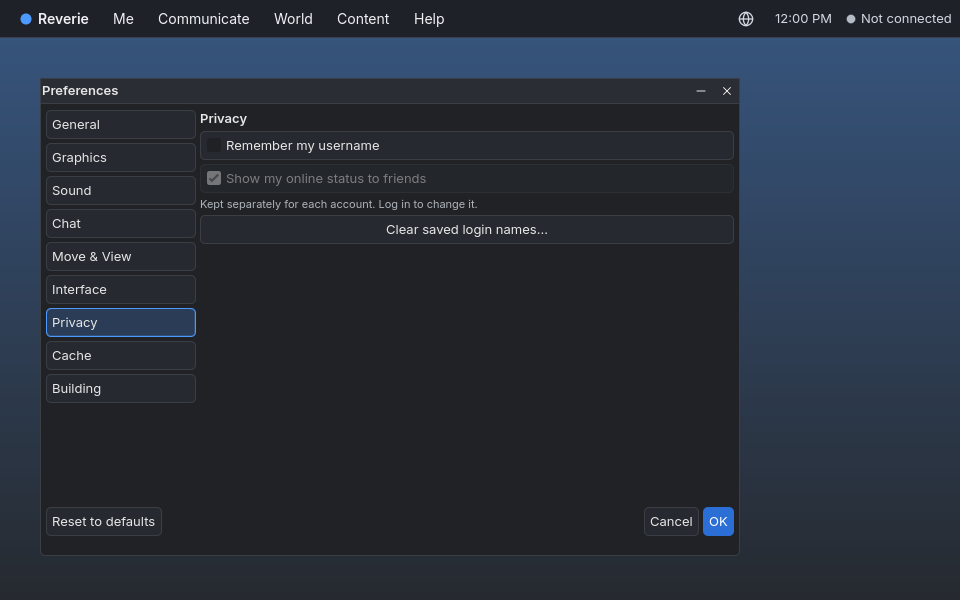 Reverie Me Communicate World Content Help 12:00 PM Not connected
Preferences
General
Graphics
Sound
Chat
Move & View
Interface
Privacy
Cache
Building
Privacy
Remember my username
Show my online status to friends
Kept separately for each account. Log in to change it.
Clear saved login names...
Reset to defaults
Cancel
OK